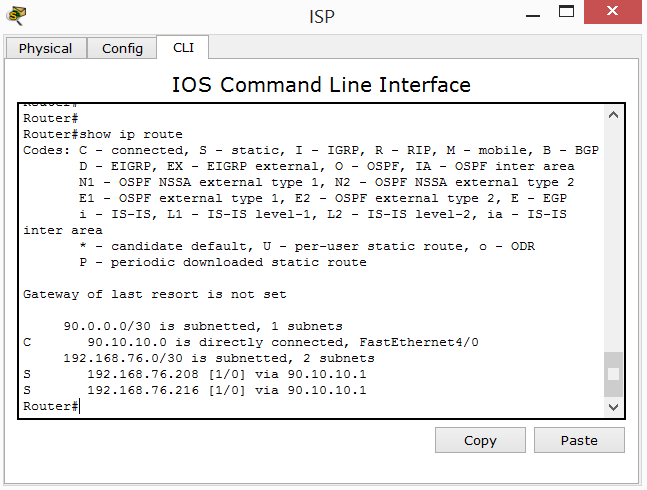 ISP
Physical Config CLI
IOS Command Line Interface
Router#
Router#
Router#show ip route
Codes: C - connected, S - static, I - IGRP, R - RIP, M - mobile, B - BGP
D - EIGRP, EX - EIGRP external, O - OSPF, IA - OSPF inter area
N1 - OSPF NSSA external type 1, N2 - OSPF NSSA external type 2
E1 - OSPF external type 1, E2 - OSPF external type 2, E - EGP
i - IS-IS, L1 - IS-IS level-1, L2 - IS-IS level-2, ia - IS-IS
inter area
* - candidate default, U - per-user static route, o - ODR
P - periodic downloaded static route
Gateway of last resort is not set
90.0.0.0/30 is subnetted, 1 subnets
C 90.10.10.0 is directly connected, FastEthernet4/0
192.168.76.0/30 is subnetted, 2 subnets
S 192.168.76.208 [1/0] via 90.10.10.1
S 192.168.76.216 [1/0] via 90.10.10.1
Router#
Copy Paste